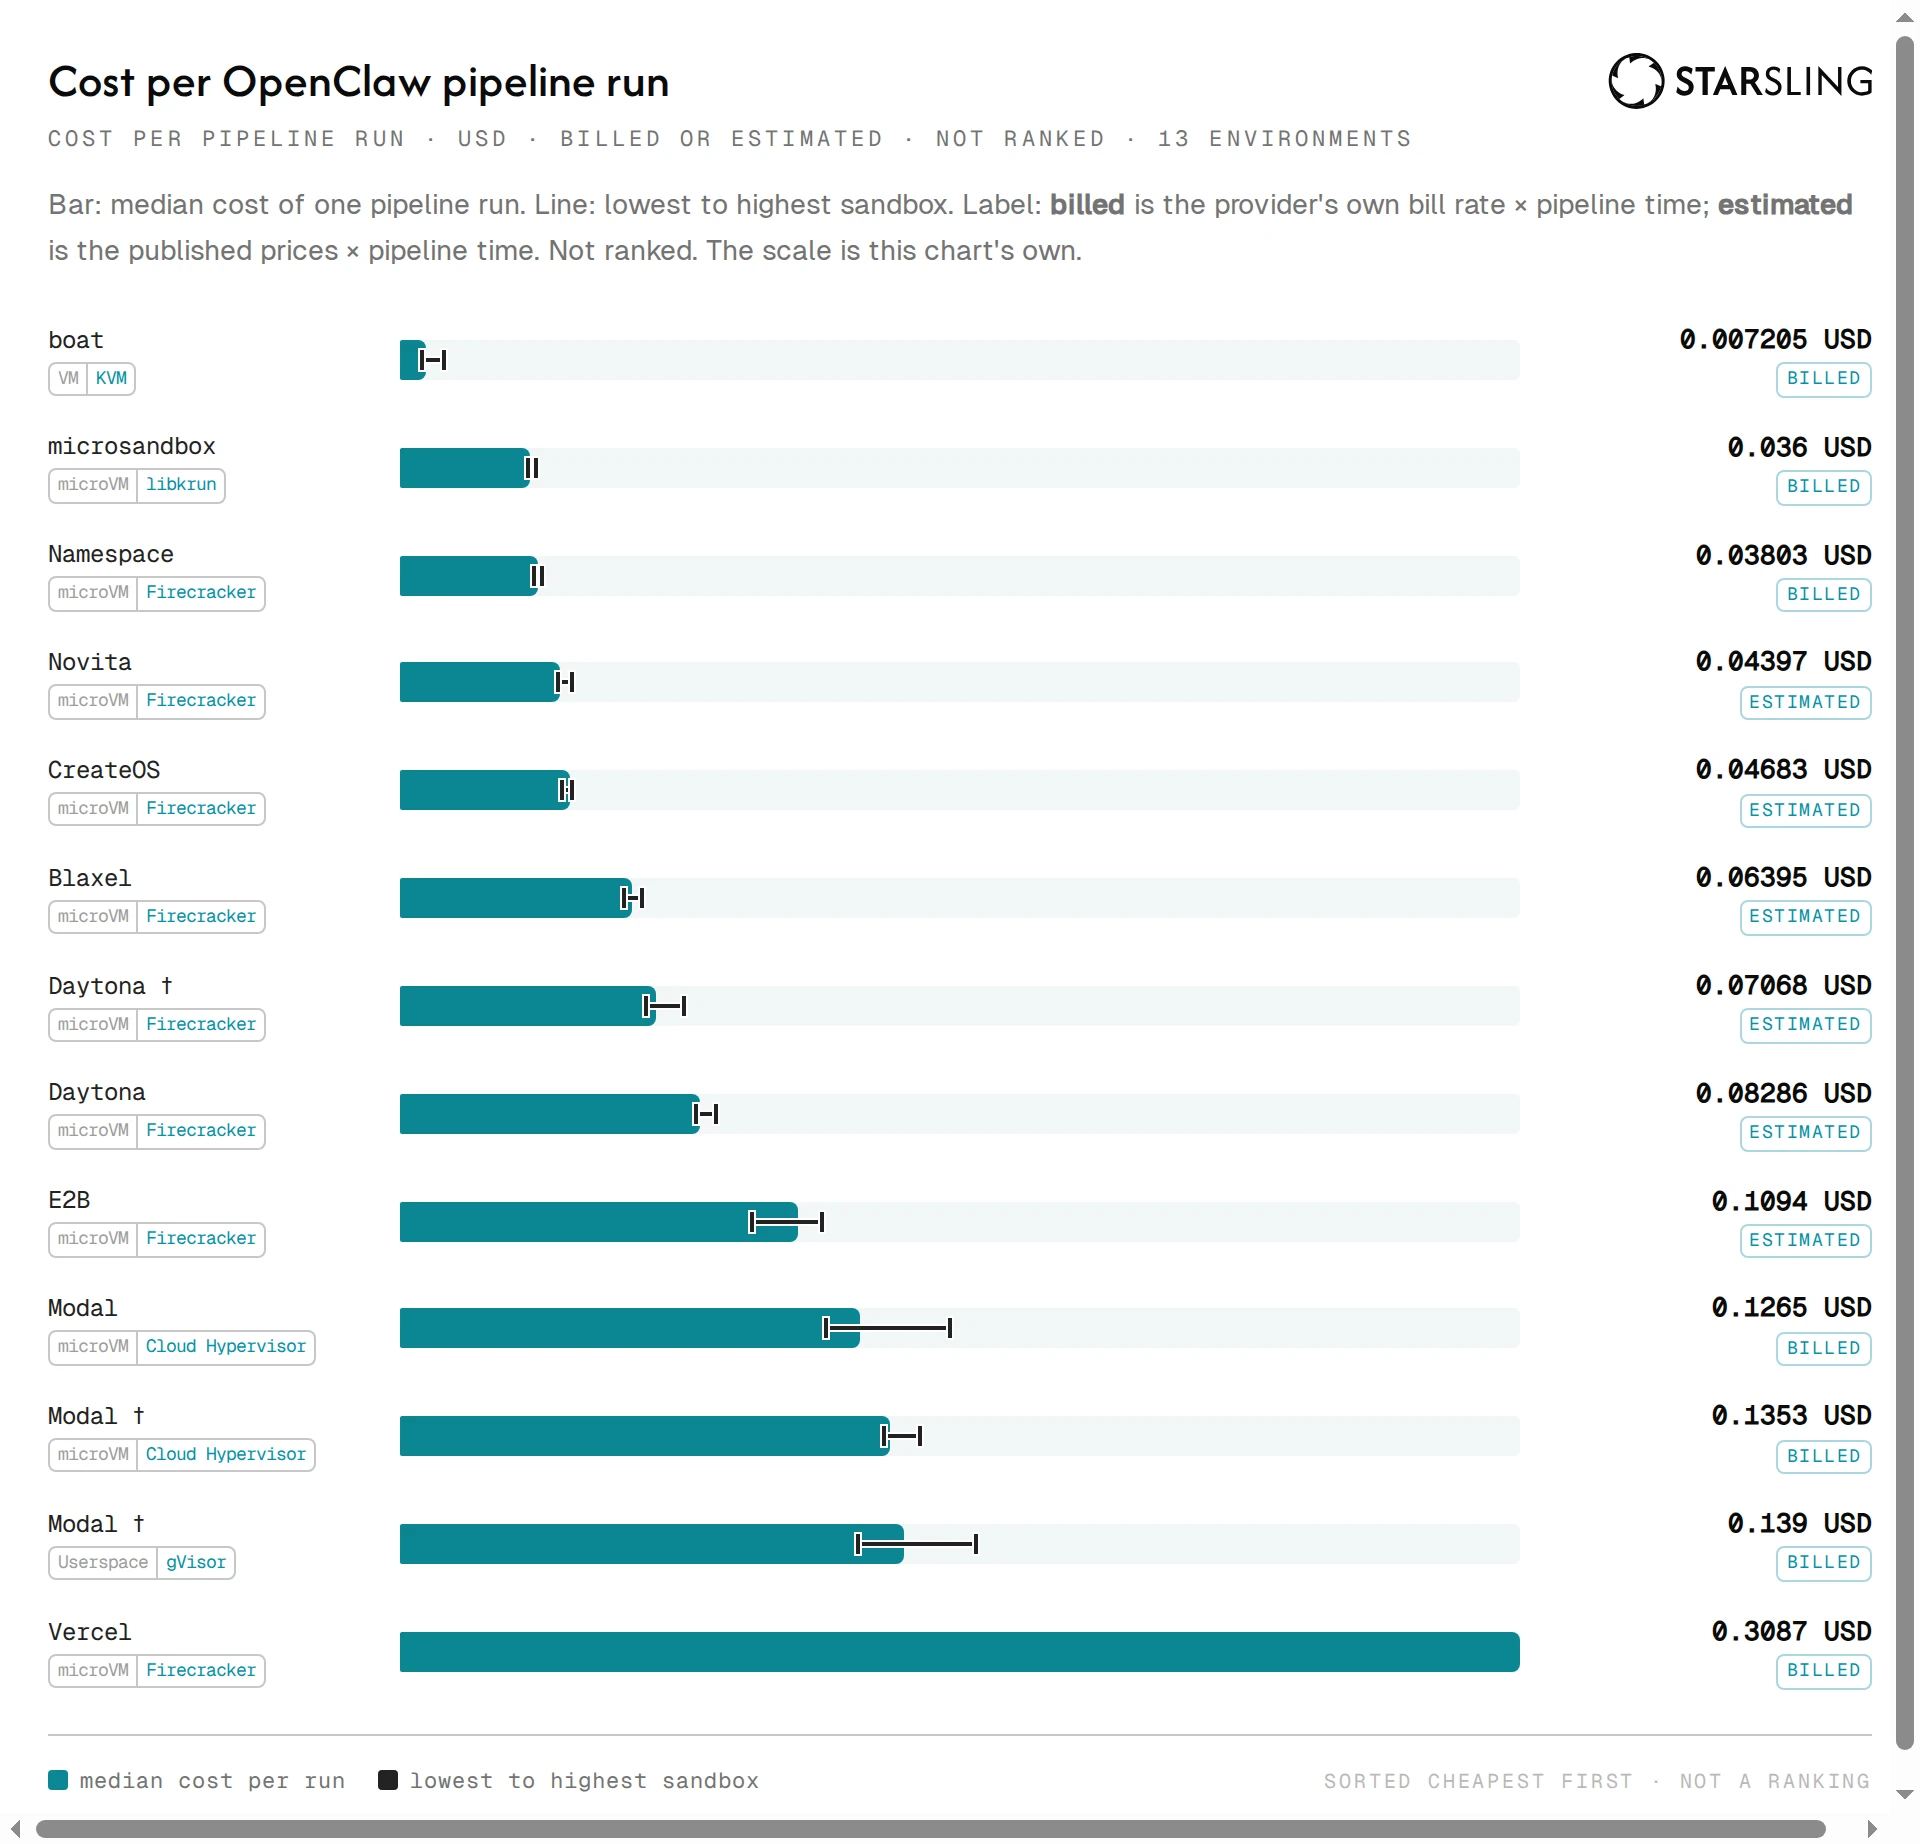 Cost per OpenClaw pipeline run
STARSLING
COST PER PIPELINE RUN · USD · BILLED OR ESTIMATED · NOT RANKED · 13 ENVIRONMENTS
Bar: median cost of one pipeline run. Line: lowest to highest sandbox. Label: billed is the provider's own bill rate × pipeline time; estimated
is the published prices × pipeline time. Not ranked. The scale is this chart's own.
boat
0.007205 USD
VM KVM
BILLED
microsandbox
0.036 USD
microVM libkrun
BILLED
Namespace
0.03803 USD
microVM Firecracker
BILLED
Novita
0.04397 USD
microVM Firecracker
ESTIMATED
CreateOS
0.04683 USD
microVM Firecracker
ESTIMATED
Blaxel
0.06395 USD
microVM Firecracker
ESTIMATED
Daytona †
0.07068 USD
microVM Firecracker
ESTIMATED
Daytona
0.08286 USD
microVM Firecracker
ESTIMATED
E2B
0.1094 USD
microVM Firecracker
ESTIMATED
Modal
0.1265 USD
microVM Cloud Hypervisor
BILLED
Modal †
0.1353 USD
microVM Cloud Hypervisor
BILLED
Modal †
0.139 USD
Userspace gVisor
BILLED
Vercel
0.3087 USD
microVM Firecracker
BILLED
median cost per run lowest to highest sandbox
SORTED CHEAPEST FIRST · NOT A RANKING